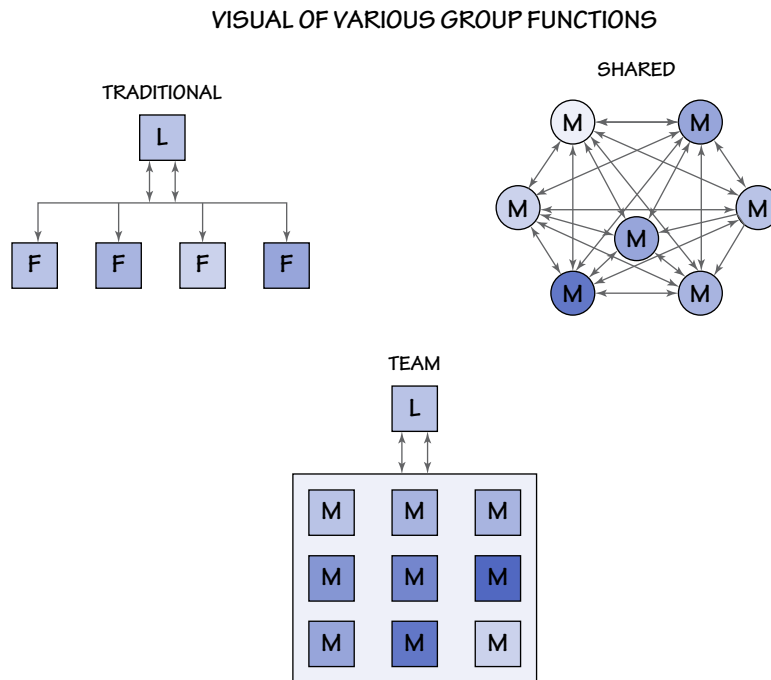 VISUAL OF VARIOUS GROUP FUNCTIONS
TRADITIONAL
L
F F F F
SHARED
M M
M M
M
M M
TEAM
L
M M M
M M M
M M M